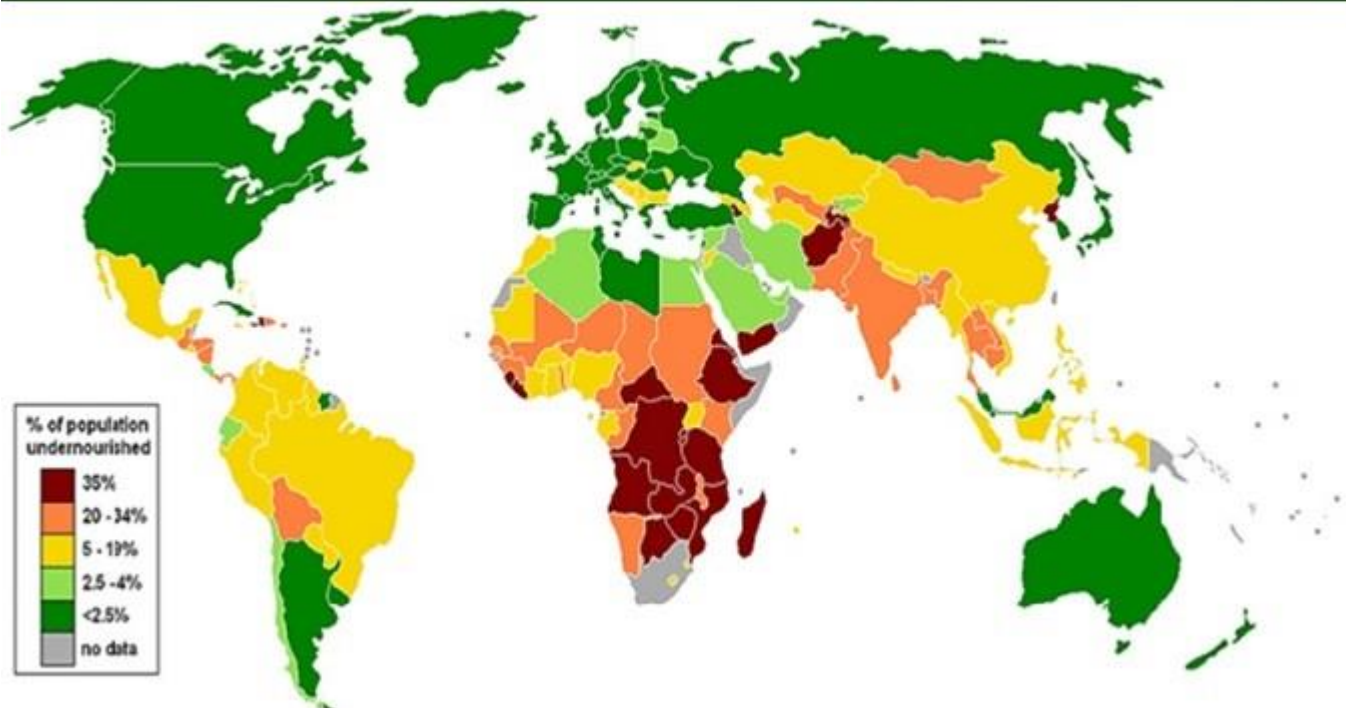 % of population
undernourished
35%
20 - 34%
5 - 19%
2.5 - 4%
<2.5%
no data